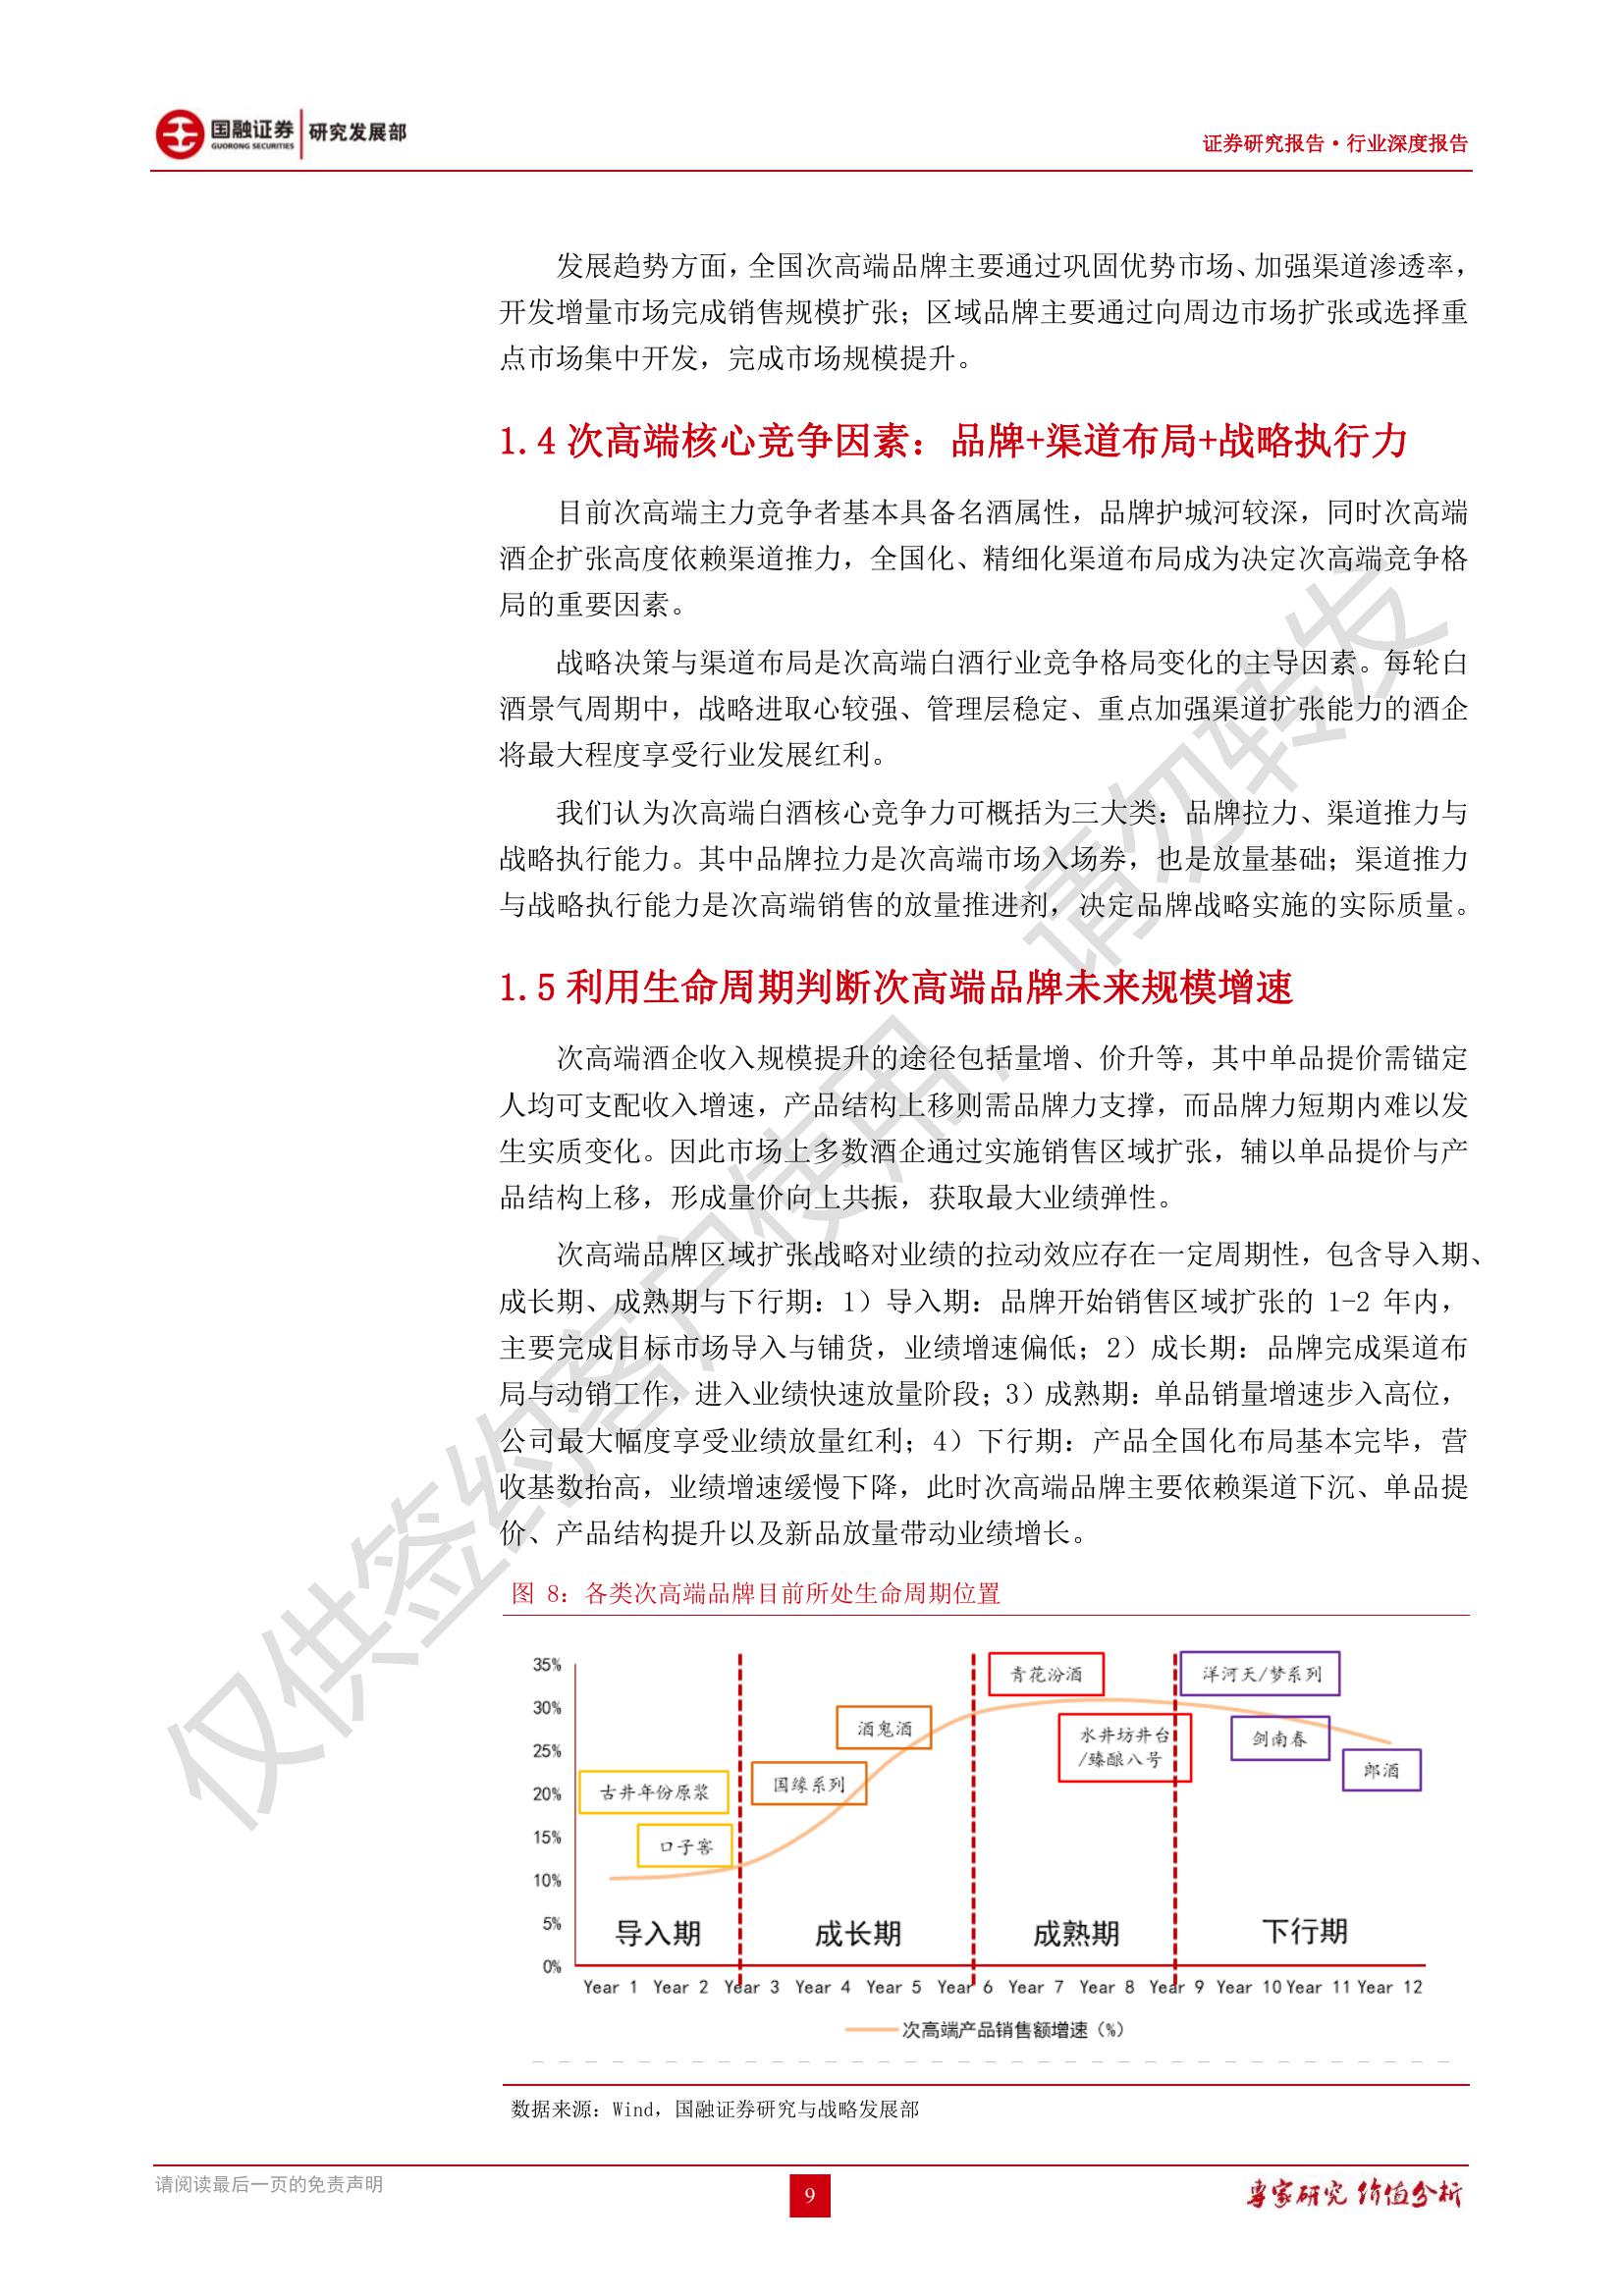 国融证券
GUORONG SECURITIES
研究发展部
证券研究报告·行业深度报告
发展趋势方面，全国次高端品牌主要通过巩固优势市场、加强渠道渗透率，
开发增量市场完成销售规模扩张；区域品牌主要通过向周边市场扩张或选择重
点市场集中开发，完成市场规模提升。
1.4 次高端核心竞争因素：品牌+渠道布局+战略执行力
目前次高端主力竞争者基本具备名酒属性，品牌护城河较深，同时次高端
酒企扩张高度依赖渠道推力，全国化、精细化渠道布局成为决定次高端竞争格
局的重要因素。
战略决策与渠道布局是次高端白酒行业竞争格局变化的主导因素。每轮白
酒景气周期中，战略进取心较强、管理层稳定、重点加强渠道扩张能力的酒企
将最大程度享受行业发展红利。
我们认为次高端白酒核心竞争力可概括为三大类：品牌拉力、渠道推力与
战略执行能力。其中品牌拉力是次高端市场入场券，也是放量基础；渠道推力
与战略执行能力是次高端销售的放量推进剂，决定品牌战略实施的实际质量。
1.5 利用生命周期判断次高端品牌未来规模增速
次高端酒企收入规模提升的途径包括量增、价升等，其中单品提价需锚定
人均可支配收入增速，产品结构上移则需品牌力支撑，而品牌力短期内难以发
生实质变化。因此市场上多数酒企通过实施销售区域扩张，辅以单品提价与产
品结构上移，形成量价向上共振，获取最大业绩弹性。
次高端品牌区域扩张战略对业绩的拉动效应存在一定周期性，包含导入期、
成长期、成熟期与下行期：1）导入期：品牌开始销售区域扩张的 1-2 年内，
主要完成目标市场导入与铺货，业绩增速偏低；2）成长期：品牌完成渠道布
局与动销工作，进入业绩快速放量阶段；3）成熟期：单品销量增速步入高位，
公司最大幅度享受业绩放量红利；4）下行期：产品全国化布局基本完毕，营
收基数抬高，业绩增速缓慢下降，此时次高端品牌主要依赖渠道下沉、单品提
价、产品结构提升以及新品放量带动业绩增长。
图 8：各类次高端品牌目前所处生命周期位置
35%
30%
25%
20%
15%
10%
5%
0%
古井年份原浆
口子窖
国缘系列
酒鬼酒
青花汾酒
水井坊井台
/臻酿八号
洋河天/梦系列
剑南春
郎酒
导入期
成长期
成熟期
下行期
Year 1 Year 2 Year 3 Year 4 Year 5 Year 6 Year 7 Year 8 Year 9 Year 10 Year 11 Year 12
次高端产品销售额增速（%）
数据来源：Wind，国融证券研究与战略发展部
请阅读最后一页的免责声明
9
专家研究 价值分析
仅供签约客户使用，请勿转发